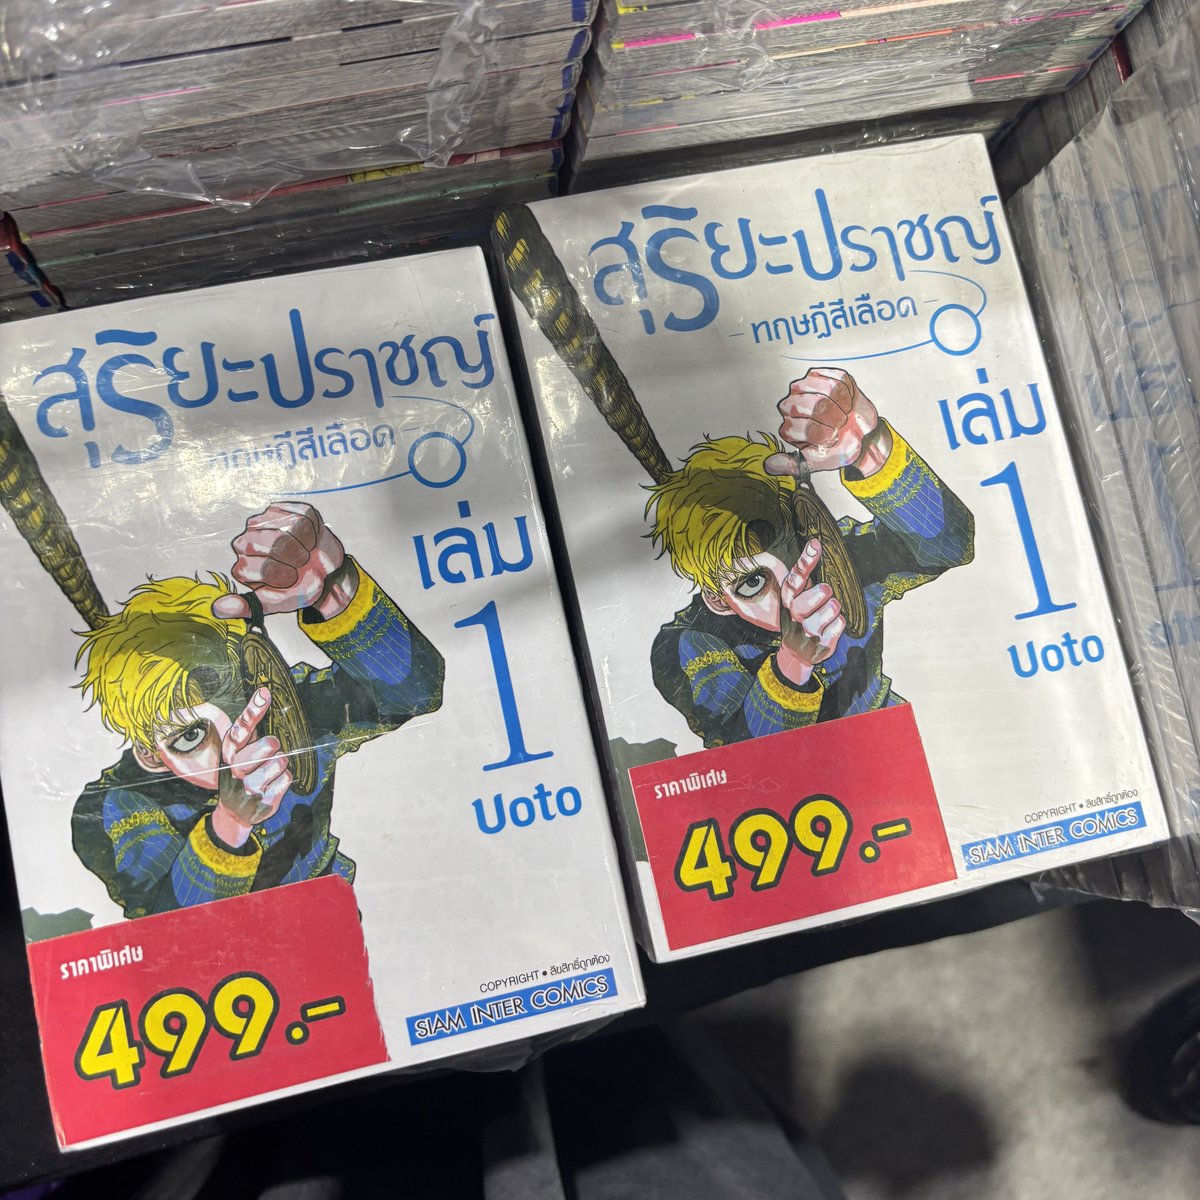 สุริยะปราชญ์
- ทฤษฎีสีเลือด -
เล่ม
1
Uoto
ราคาพิเศษ
499.-
COPYRIGHT • ลิขสิทธิ์ถูกต้อง
SIAM INTER COMICS
สุริยะปราชญ์
- ทฤษฎีสีเลือด -
เล่ม
1
Uoto
ราคาพิเศษ
499.-
COPYRIGHT • ลิขสิทธิ์ถูกต้อง
SIAM INTER COMICS